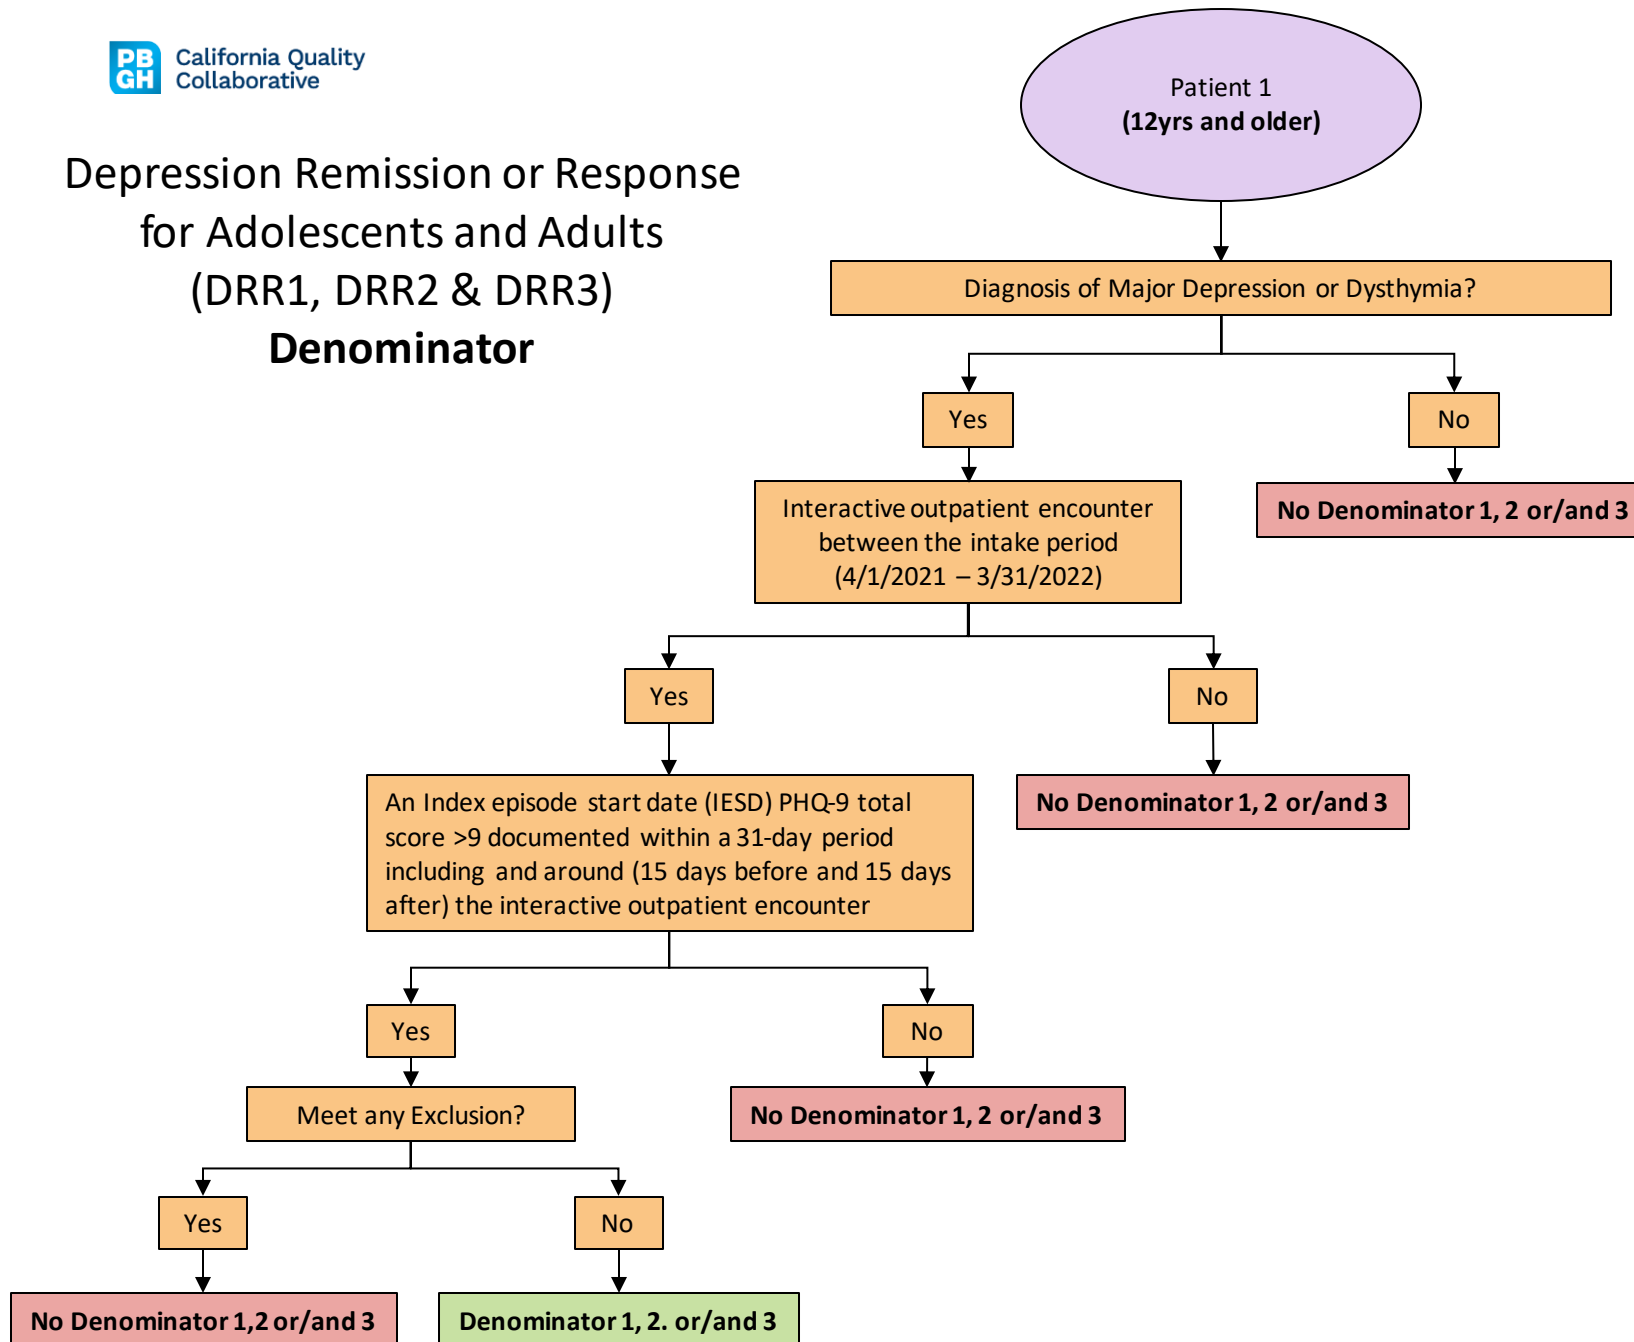 PB
GH
California Quality
Collaborative
Depression Remission or Response
for Adolescents and Adults
(DRR1, DRR2 & DRR3)
Denominator
Patient 1
(12yrs and older)
Diagnosis of Major Depression or Dysthymia?
Yes
No
Interactive outpatient encounter
between the intake period
(4/1/2021 – 3/31/2022)
No Denominator 1, 2 or/and 3
Yes
No
An Index episode start date (IESD) PHQ-9 total
score >9 documented within a 31-day period
including and around (15 days before and 15 days
after) the interactive outpatient encounter
No Denominator 1, 2 or/and 3
Yes
No
Meet any Exclusion?
No Denominator 1, 2 or/and 3
Yes
No
No Denominator 1,2 or/and 3
Denominator 1, 2. or/and 3